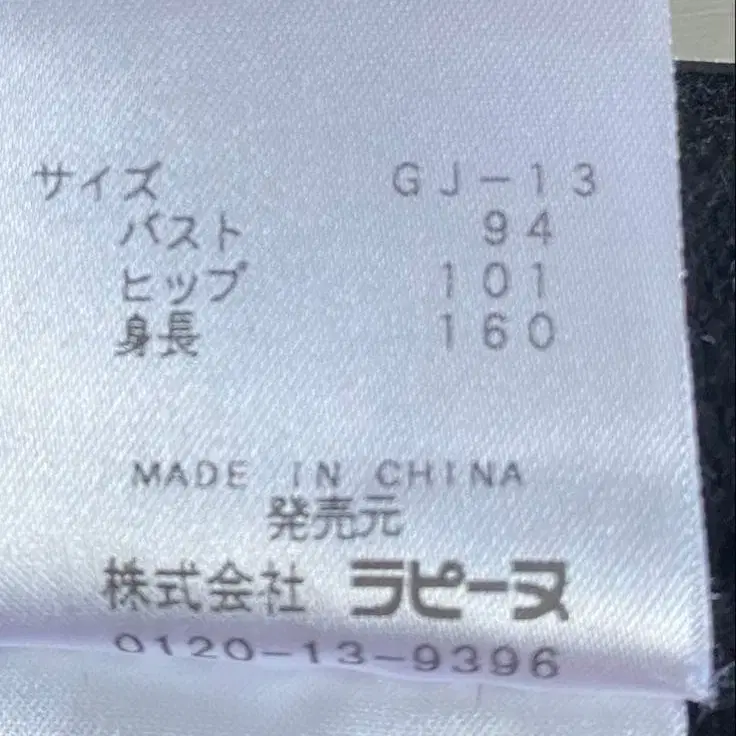 サイズ GJ-13
バスト 94
ヒップ 101
身長 160
MADE IN CHINA
発売元
株式会社 ラピーヌ
0120-13-9396